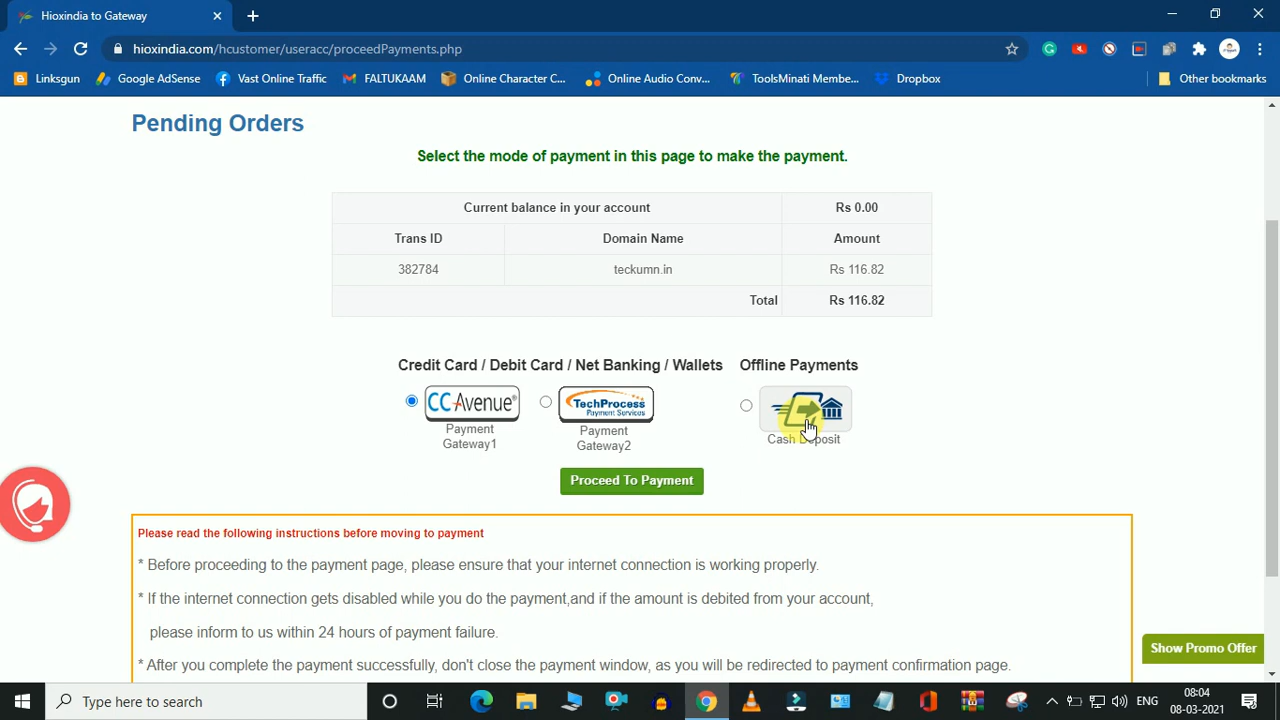 Hioxindia to Gateway
hioxindia.com/hcustomer/useracc/proceedPayments.php
Linksgun
Google AdSense
Vast Online Traffic
FALTUKAAM
Online Character C...
Online Audio Conv...
ToolsMinati Membe...
Dropbox
Other bookmarks
Pending Orders
Select the mode of payment in this page to make the payment.
Current balance in your account Rs 0.00
Trans ID Domain Name Amount
382784 teckumn.in Rs 116.82
Total Rs 116.82
Credit Card / Debit Card / Net Banking / Wallets
Offline Payments
CCAvenue
Payment
Gateway1
TechProcess
Payment Services
Payment
Gateway2
Cash Deposit
Proceed To Payment
Please read the following instructions before moving to payment
* Before proceeding to the payment page, please ensure that your internet connection is working properly.
* If the internet connection gets disabled while you do the payment,and if the amount is debited from your account,
please inform to us within 24 hours of payment failure.
* After you complete the payment successfully, don't close the payment window, as you will be redirected to payment confirmation page.
Show Promo Offer
Type here to search
ENG
08:04
08-03-2021